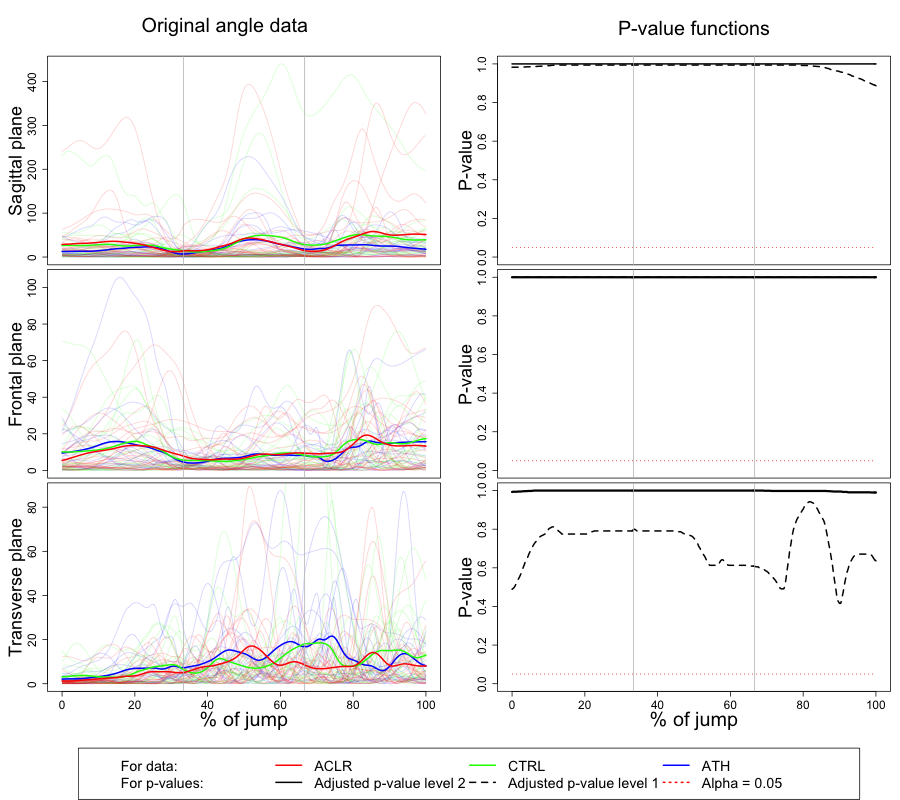 Original angle data
P-value functions
Sagittal plane
0 100 200 300 400
P-value
0.0 0.2 0.4 0.6 0.8 1.0
Frontal plane
0 20 40 60 80 100
P-value
0.0 0.2 0.4 0.6 0.8 1.0
Transverse plane
0 20 40 60 80
P-value
0.0 0.2 0.4 0.6 0.8 1.0
0 20 40 60 80 100
0 20 40 60 80 100
% of jump
% of jump
For data: ACLR CTRL ATH
For p-values: Adjusted p-value level 2 Adjusted p-value level 1 Alpha = 0.05